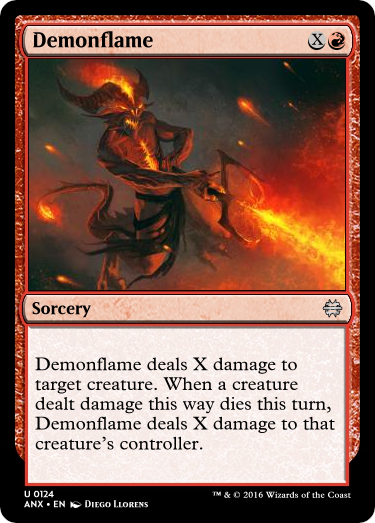 Demonflame X
Sorcery
Demonflame deals X damage to
target creature. When a creature
dealt damage this way dies this turn,
Demonflame deals X damage to that
creature's controller.
U 0124
ANX • EN Diego Llorens
™ & © 2016 Wizards of the Coast